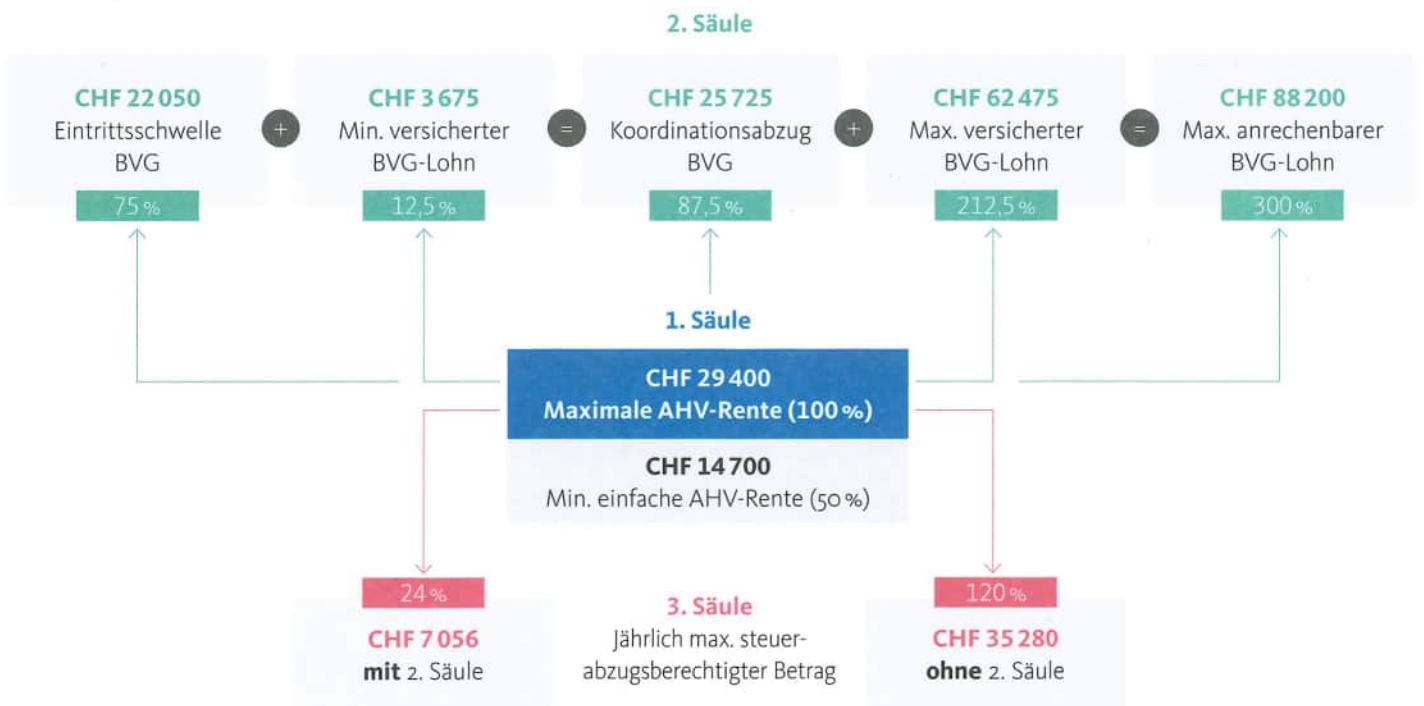 2. Säule
CHF 22 050
Eintrittsschwelle
BVG
75 %
+
CHF 3 675
Min. versicherter
BVG-Lohn
12,5 %
=
CHF 25 725
Koordinationsabzug
BVG
87,5 %
+
CHF 62 475
Max. versicherter
BVG-Lohn
212,5 %
=
CHF 88 200
Max. anrechenbarer
BVG-Lohn
300 %
1. Säule
CHF 29 400
Maximale AHV-Rente (100 %)
CHF 14 700
Min. einfache AHV-Rente (50 %)
24 %
CHF 7 056
mit 2. Säule
3. Säule
Jährlich max. steuer-
abzugsberechtigter Betrag
120 %
CHF 35 280
ohne 2. Säule